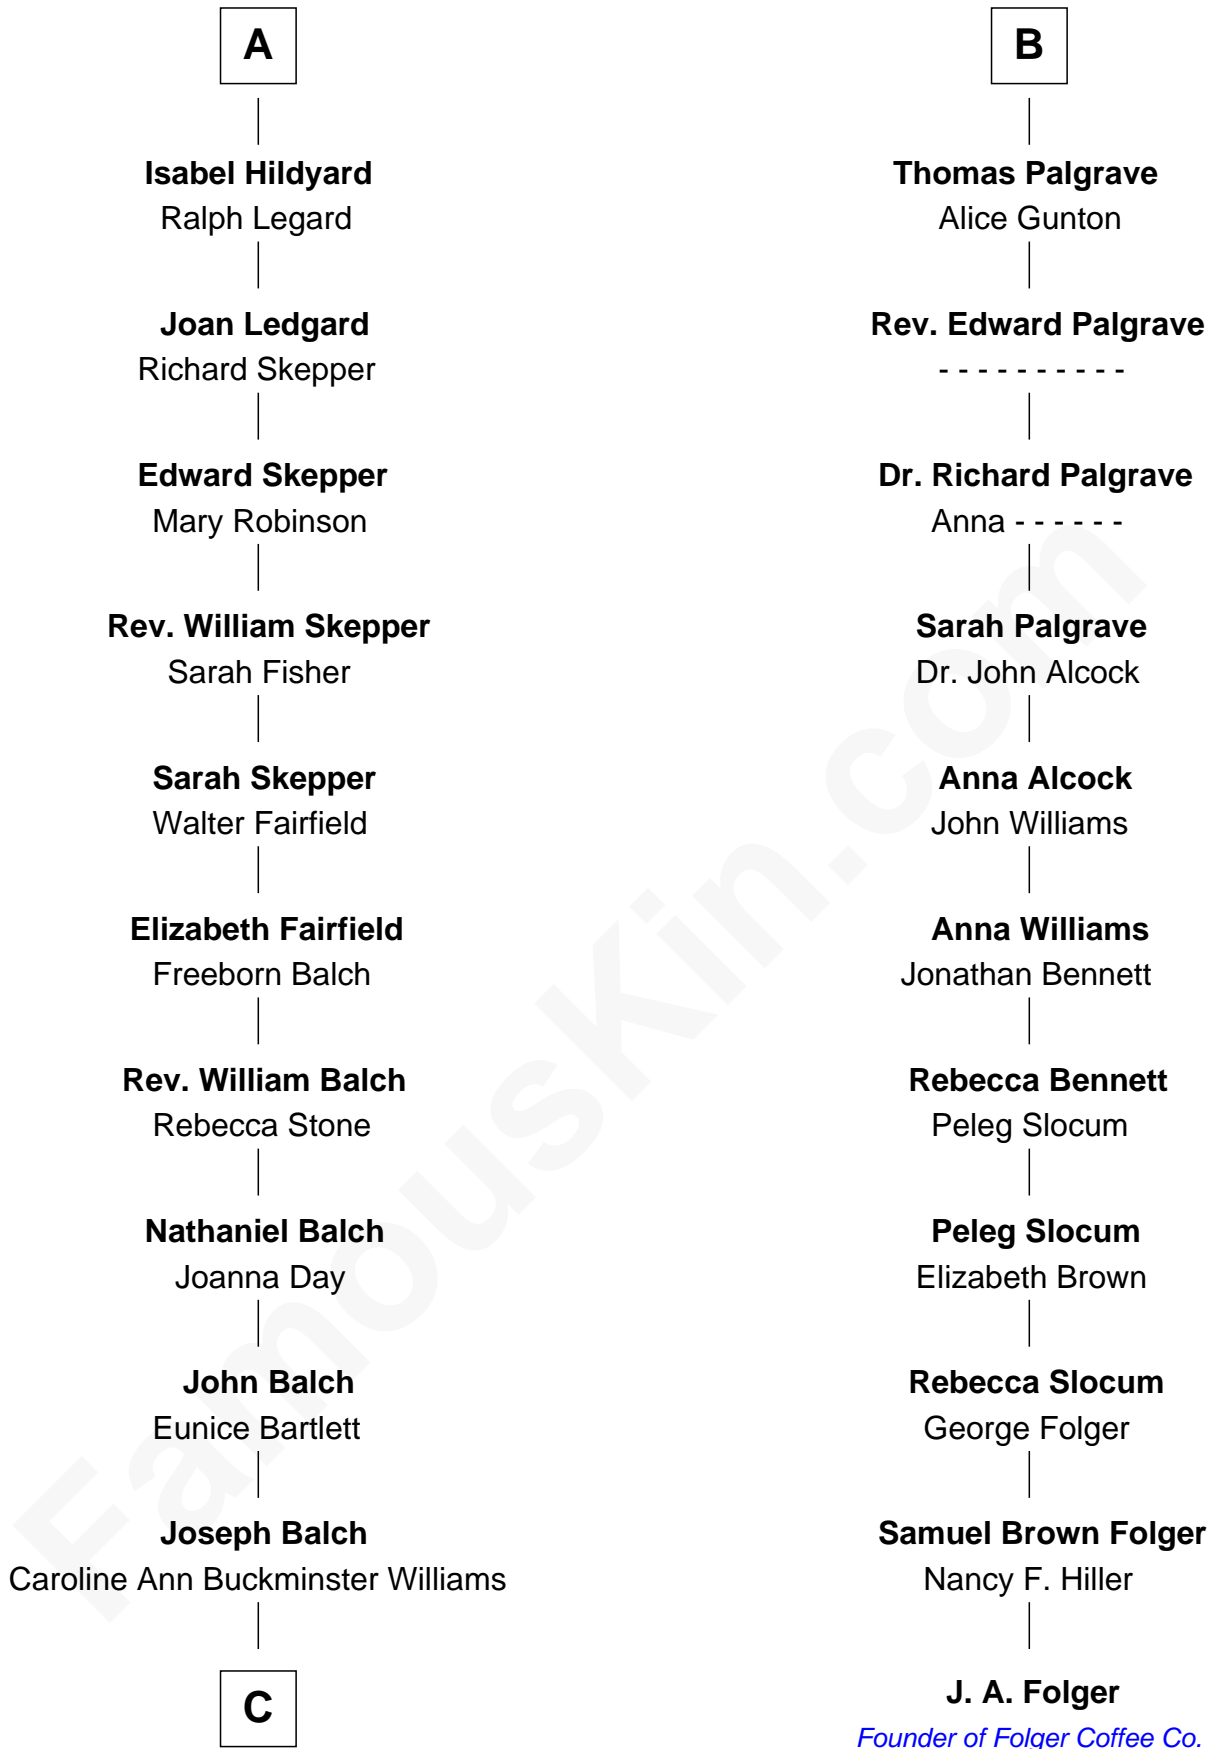 A
Isabel Hildyard
Ralph Legard
Joan Ledgard
Richard Skepper
Edward Skepper
Mary Robinson
Rev. William Skepper
Sarah Fisher
Sarah Skepper
Walter Fairfield
Elizabeth Fairfield
Freeborn Balch
Rev. William Balch
Rebecca Stone
Nathaniel Balch
Joanna Day
John Balch
Eunice Bartlett
Joseph Balch
Caroline Ann Buckminster Williams
C
B
Thomas Palgrave
Alice Gunton
Rev. Edward Palgrave
- - - - - - - - - -
Dr. Richard Palgrave
Anna - - - - - -
Sarah Palgrave
Dr. John Alcock
Anna Alcock
John Williams
Anna Williams
Jonathan Bennett
Rebecca Bennett
Peleg Slocum
Peleg Slocum
Elizabeth Brown
Rebecca Slocum
George Folger
Samuel Brown Folger
Nancy F. Hiller
J. A. Folger
Founder of Folger Coffee Co.
FamousKin.com